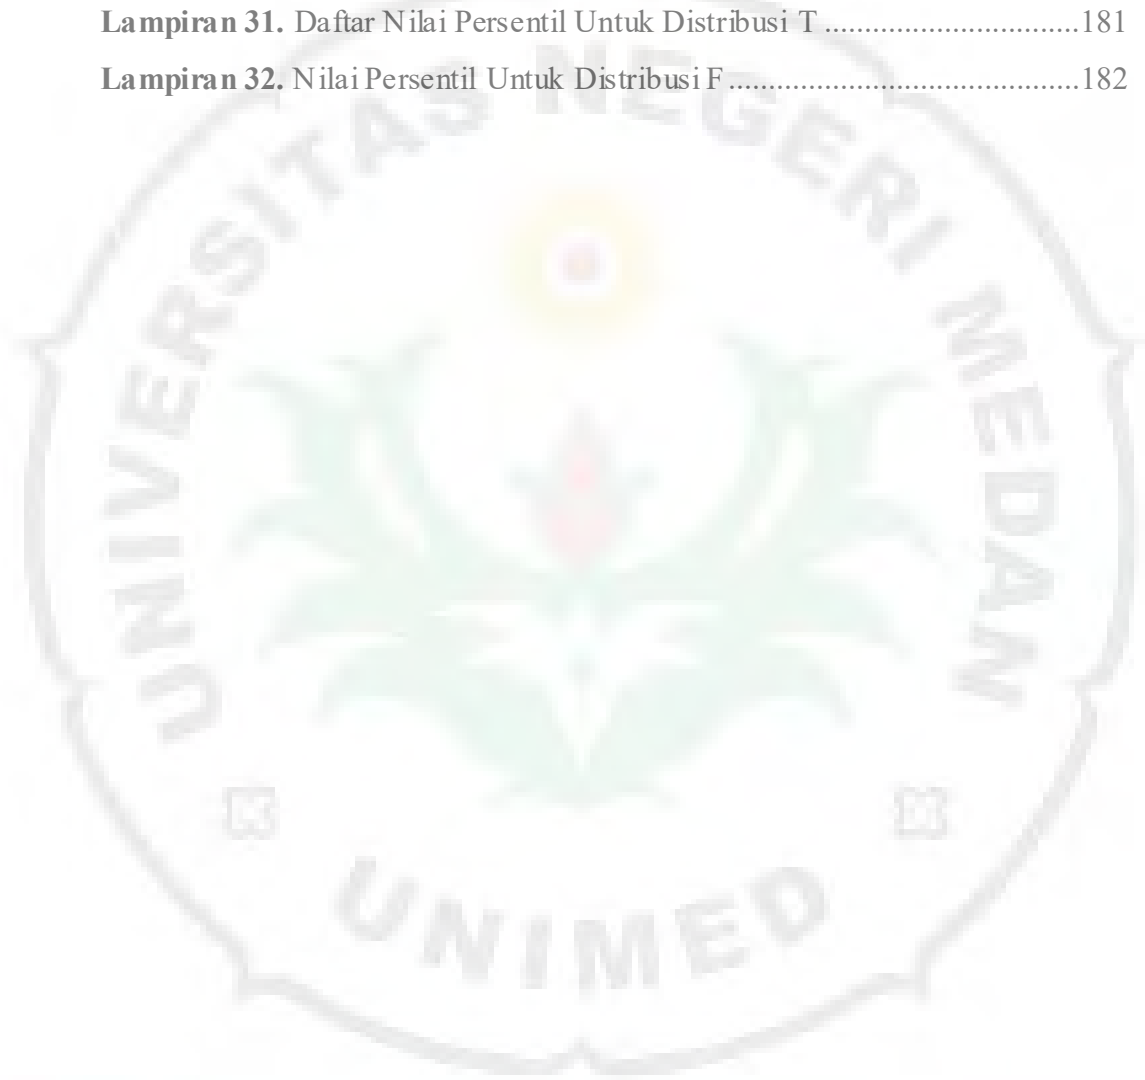 Lampiran 31. Daftar Nilai Persentil Untuk Distribusi T ................................181
Lampiran 32. Nilai Persentil Untuk Distribusi F ............................................182
UNIVERSITAS NEGERI MEDAN
UNIMED